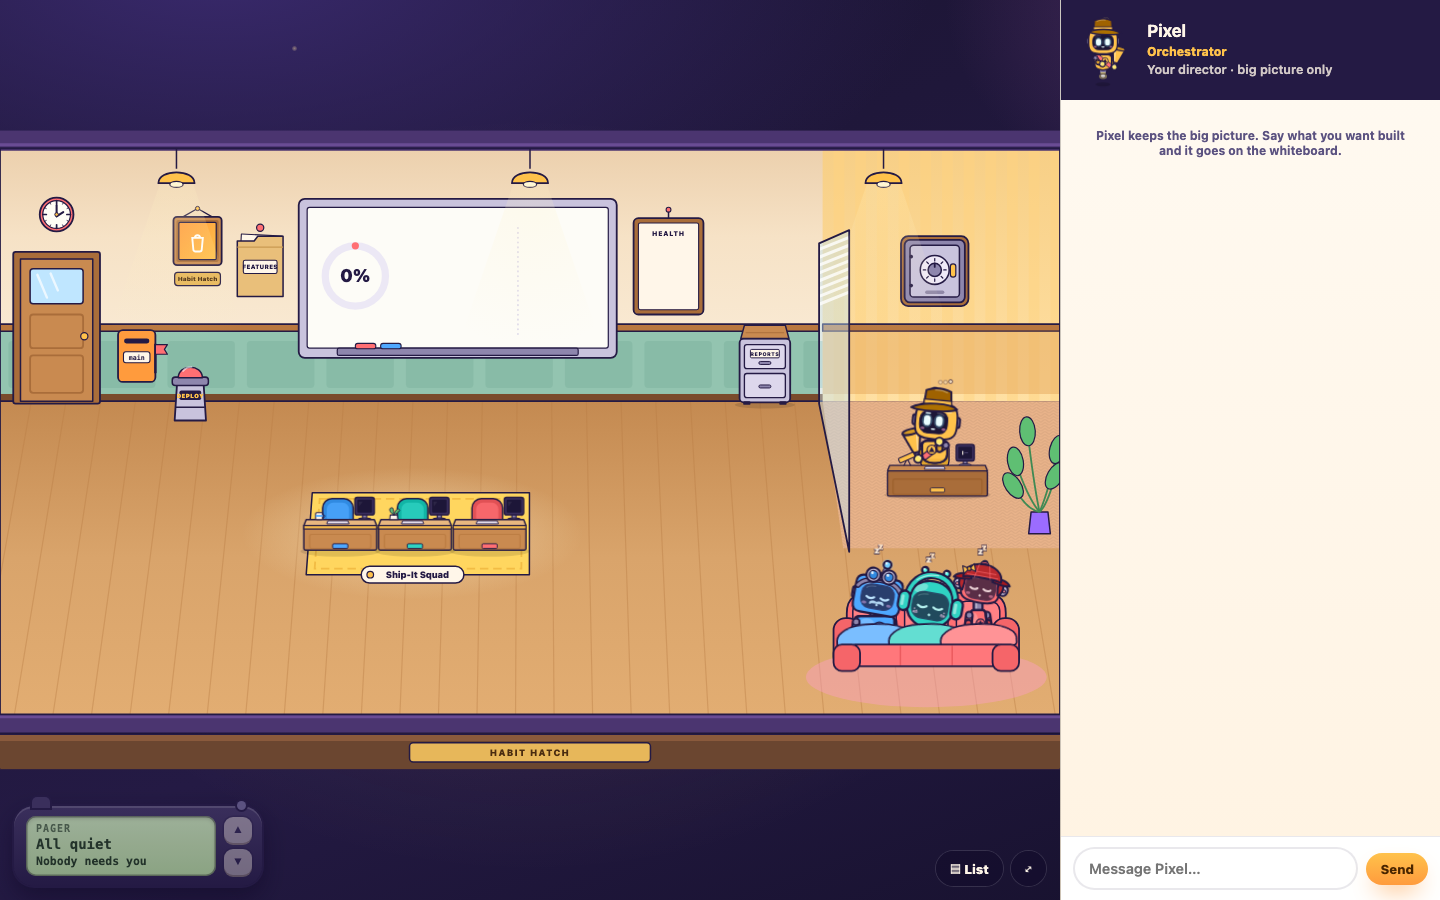 Pixel
Orchestrator
Your director · big picture only
Pixel keeps the big picture. Say what you want built
and it goes on the whiteboard.
Habit Hatch
FEATURES
0%
HEALTH
main
DEPLOY
REPORTS
Ship-It Squad
HABIT HATCH
PAGER
All quiet
Nobody needs you
List
Message Pixel...
Send